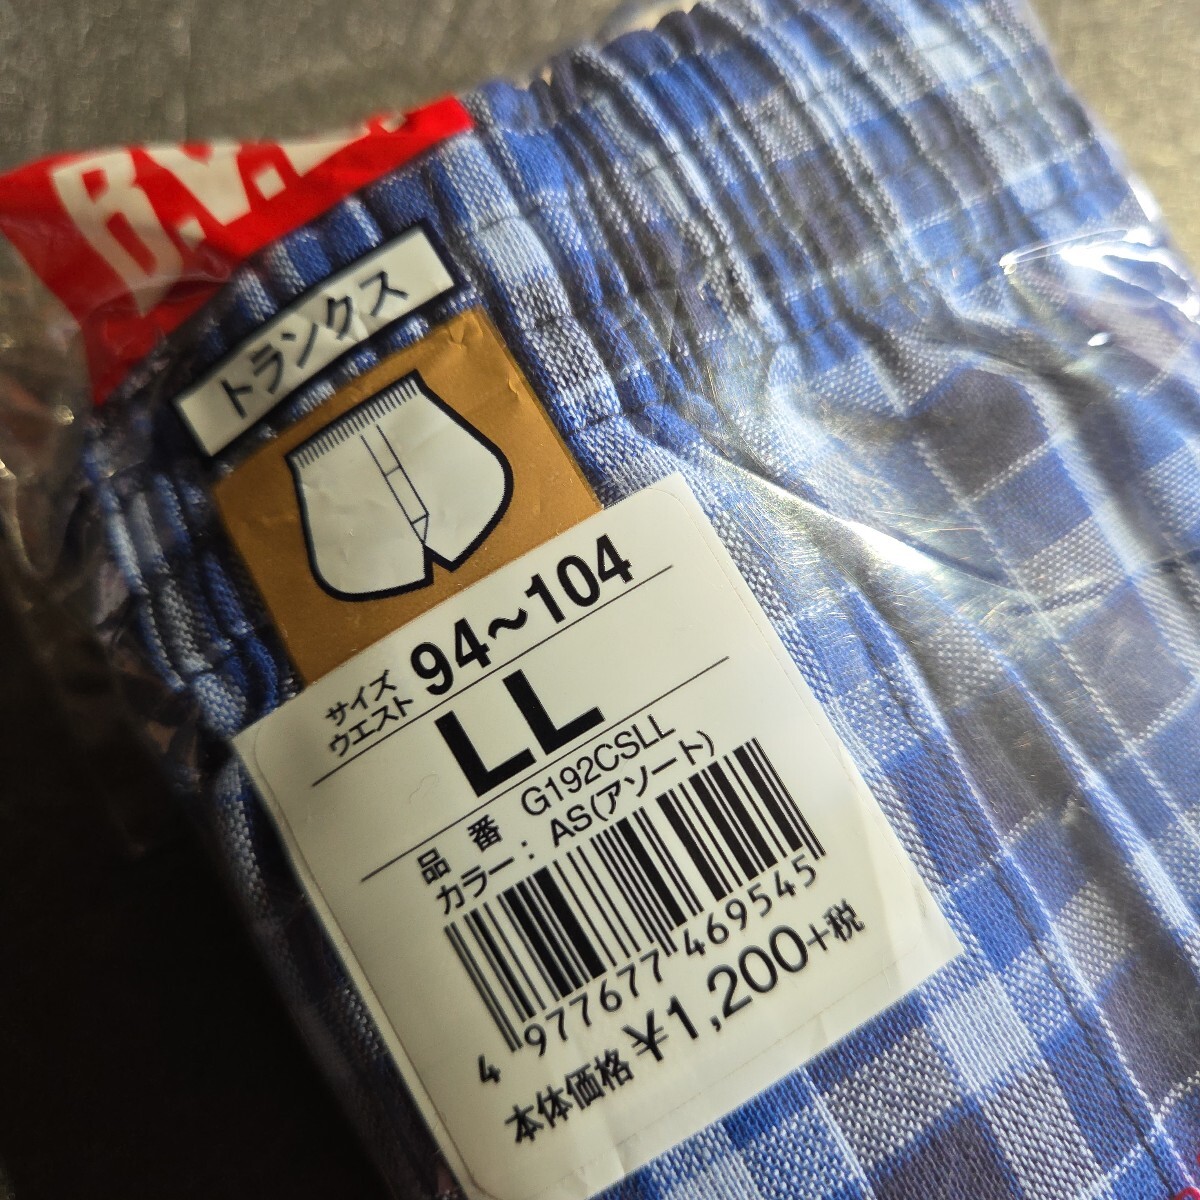 B.V.D.
トランクス
サイズ
ウエスト 94~104
LL
品 番 G192CSLL
カラー: AS(アソート)
4 977677 469545
本体価格 ¥1,200+税